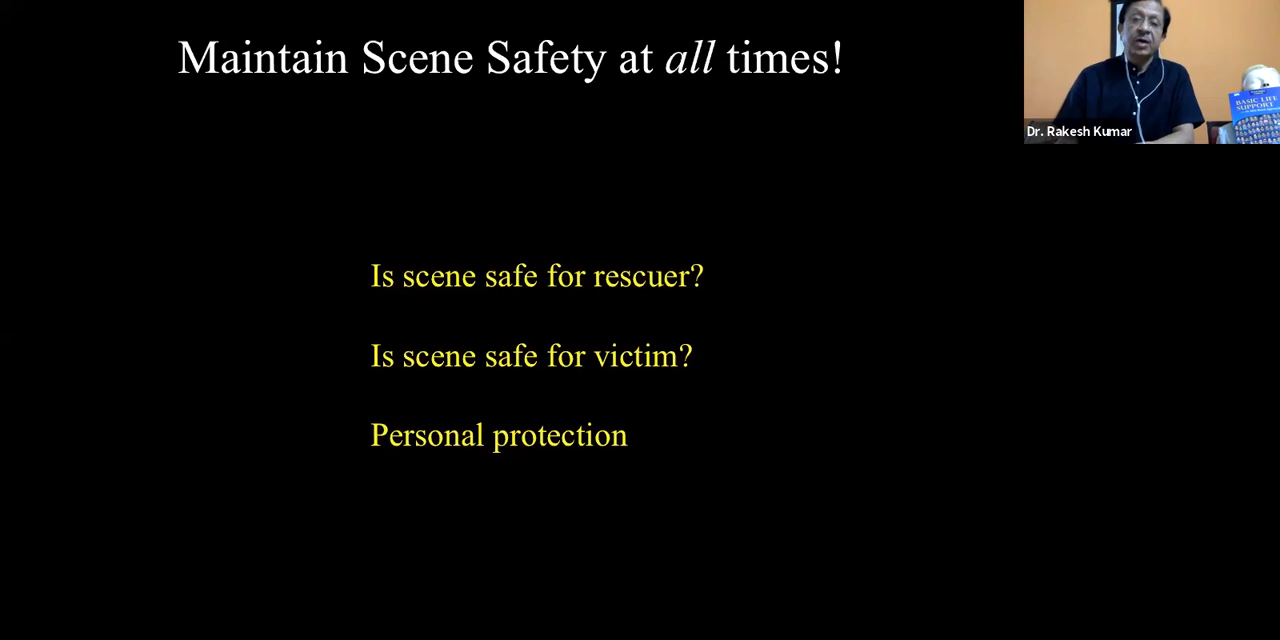 Maintain Scene Safety at all times!
Is scene safe for rescuer?
Is scene safe for victim?
Personal protection
Dr. Rakesh Kumar
BASIC LIFE
SUPPORT